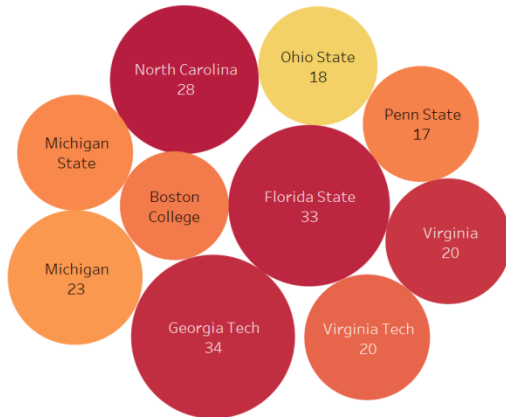 North Carolina
28
Ohio State
18
Penn State
17
Michigan
State
Boston
College
Florida State
33
Virginia
20
Michigan
23
Georgia Tech
34
Virginia Tech
20